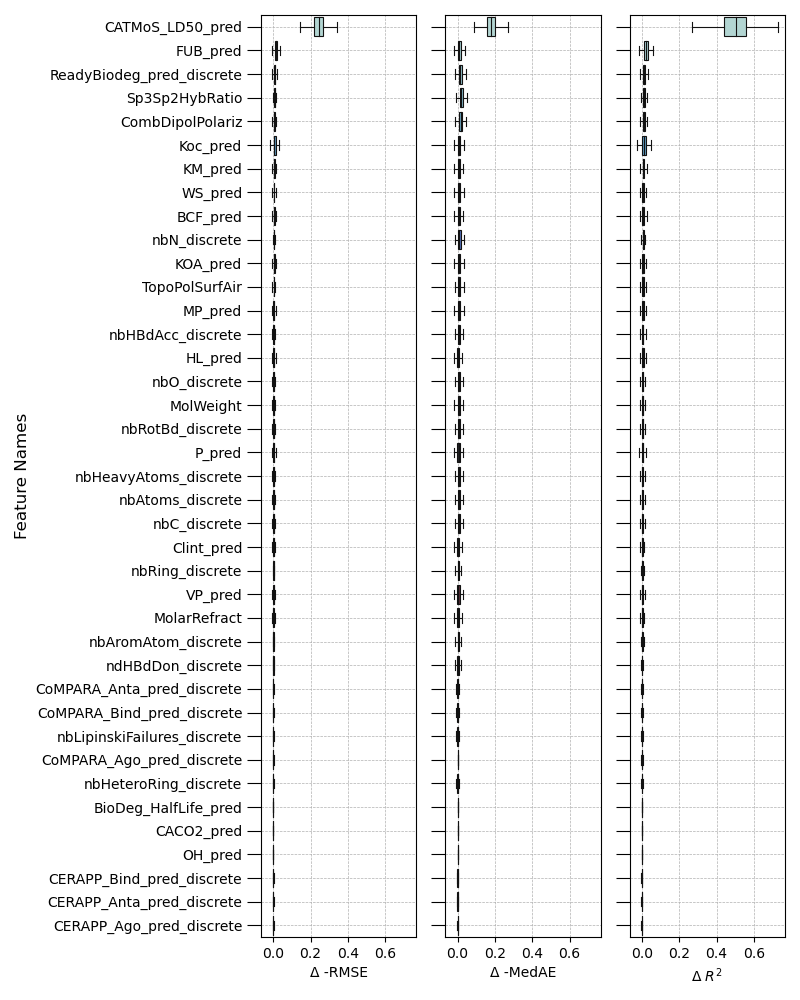 CATMoS_LD50_pred
FUB_pred
ReadyBiodeg_pred_discrete
Sp3Sp2HybRatio
CombDipolPolariz
Koc_pred
KM_pred
WS_pred
BCF_pred
nbN_discrete
KOA_pred
TopoPolSurfAir
MP_pred
nbHBdAcc_discrete
HL_pred
nbO_discrete
MolWeight
nbRotBd_discrete
P_pred
nbHeavyAtoms_discrete
nbAtoms_discrete
nbC_discrete
Clint_pred
nbRing_discrete
VP_pred
MolarRefract
nbAromAtom_discrete
ndHBdDon_discrete
CoMPARA_Anta_pred_discrete
CoMPARA_Bind_pred_discrete
nbLipinskiFailures_discrete
CoMPARA_Ago_pred_discrete
nbHeteroRing_discrete
BioDeg_HalfLife_pred
CACO2_pred
OH_pred
CERAPP_Bind_pred_discrete
CERAPP_Anta_pred_discrete
CERAPP_Ago_pred_discrete
Feature Names
0.0 0.2 0.4 0.6 0.0 0.2 0.4 0.6 0.0 0.2 0.4 0.6
Δ -RMSE Δ -MedAE Δ R²